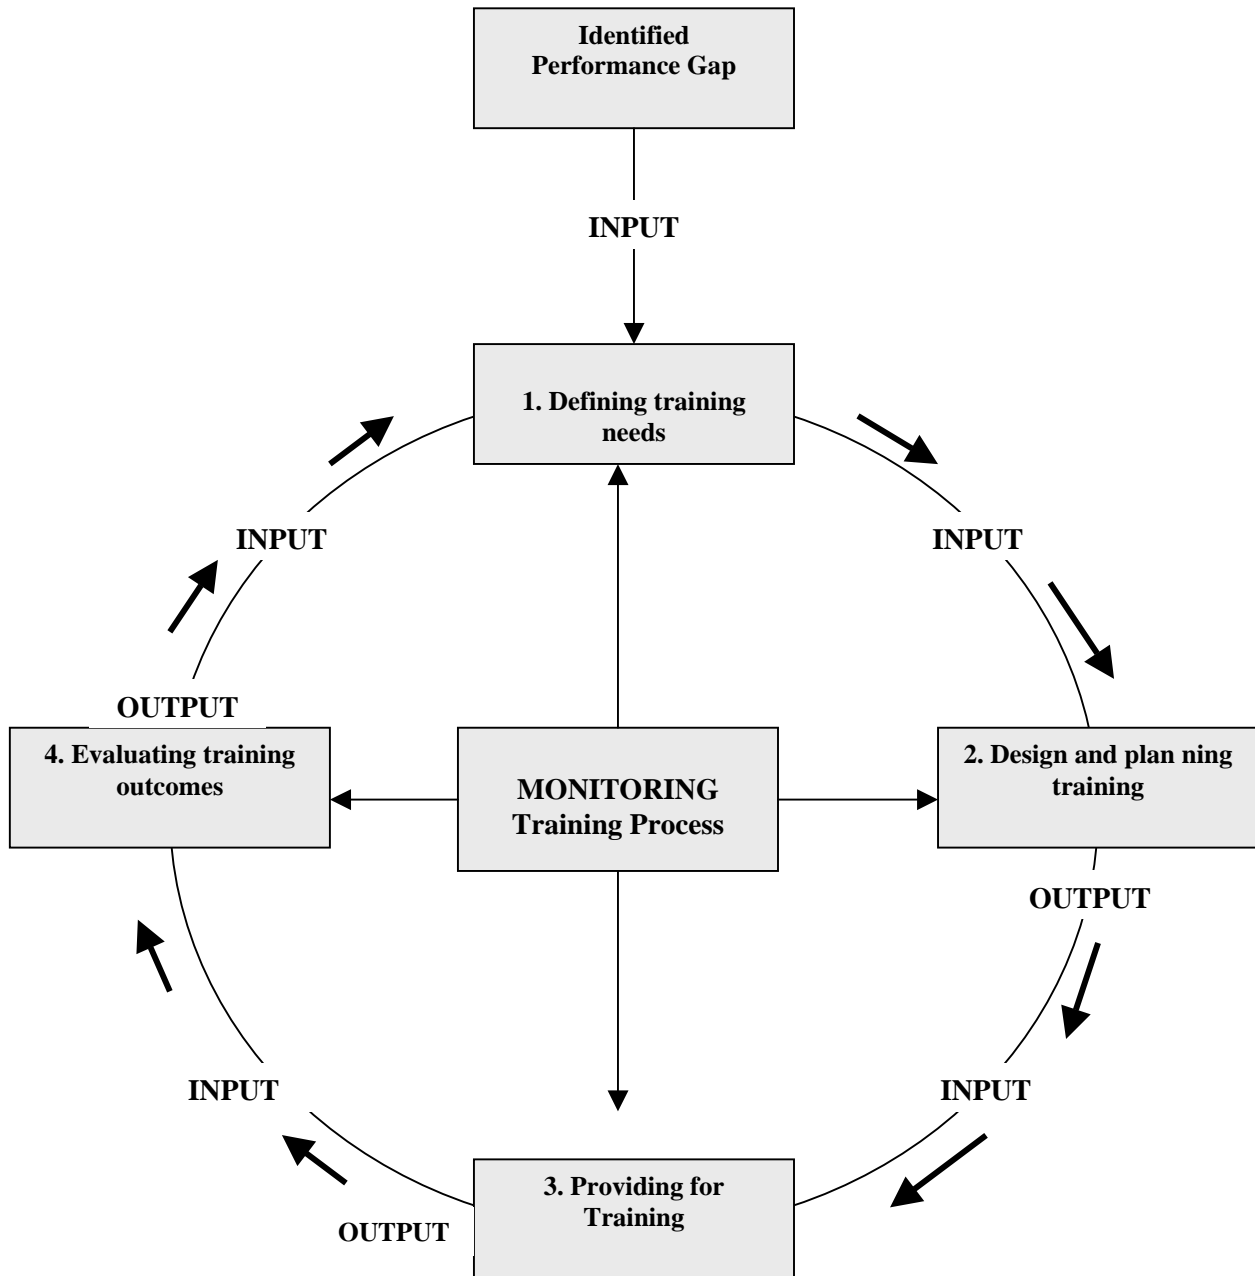 Identified
Performance Gap
INPUT
1. Defining training
needs
INPUT
INPUT
OUTPUT
4. Evaluating training
outcomes
MONITORING
Training Process
2. Design and plan ning
training
OUTPUT
INPUT
INPUT
3. Providing for
Training
OUTPUT